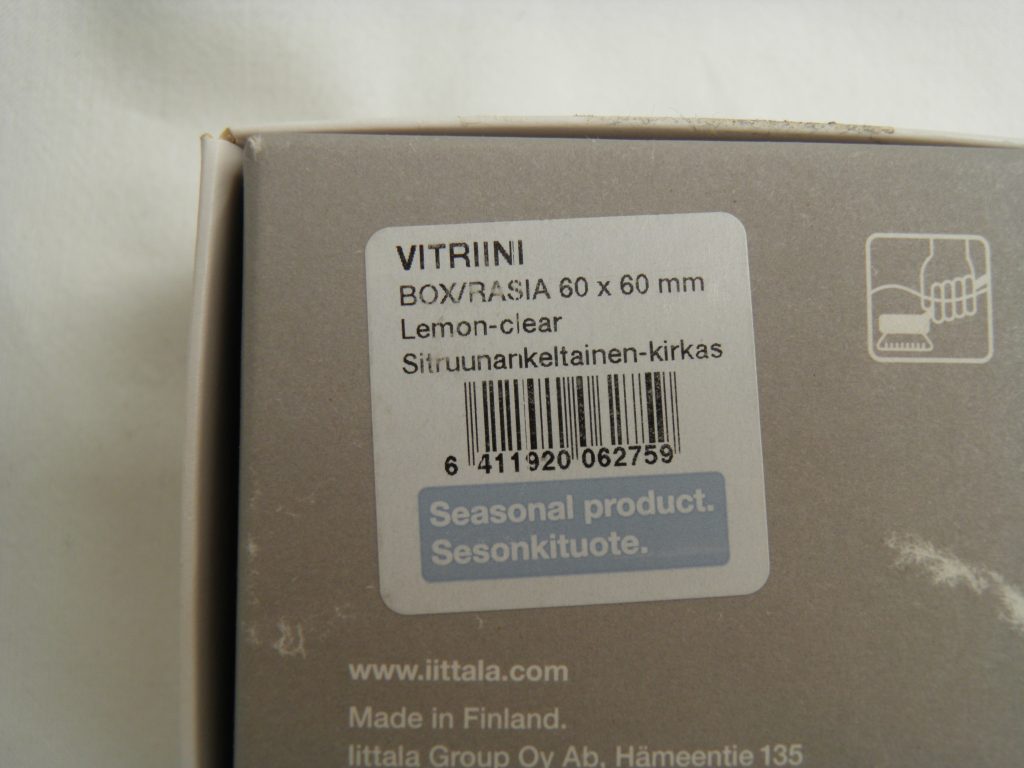 VITRIINI
BOX/RASIA 60 x 60 mm
Lemon-clear
Sitruunankeltainen-kirkas
6 411920 062759
Seasonal product.
Sesonkituote.
www.iittala.com
Made in Finland.
Iittala Group Oy Ab, Hämeentie 135